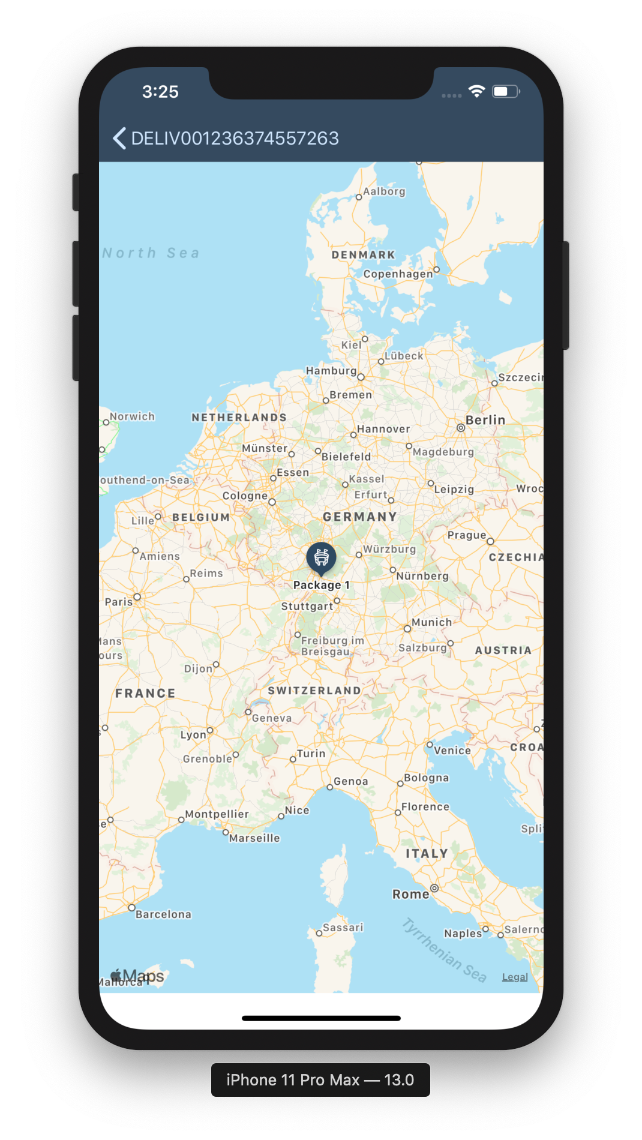 3:25
DELIV001236374557263
Aalborg
North Sea
DENMARK
Copenhagen
Kiel
Lübeck
Hamburg
Szczecin
Bremen
Norwich
NETHERLANDS
Berlin
Hannover
Münster
Bielefeld
Magdeburg
Essen
outhend-on-Sea
Kassel
Leipzig
Wroc
Cologne
Erfurt
Lille
BELGIUM
GERMANY
Prague
Amiens
Würzburg
CZECHIA
Reims
Nürnberg
Package 1
Paris
Stuttgart
Munich
Mans
Freiburg im
Breisgau
Salzburg
AUSTRIA
ours
Dijon
FRANCE
SWITZERLAND
Geneva
Lyon
Venice
CROA
Grenoble
Turin
Genoa
Bologna
Nice
Florence
Montpellier
Marseille
Spli
ITALY
Rome
Barcelona
Sassari
Tyrrhenian Sea
Naples
Salerno
Maps
Mallorca
Legal
iPhone 11 Pro Max — 13.0